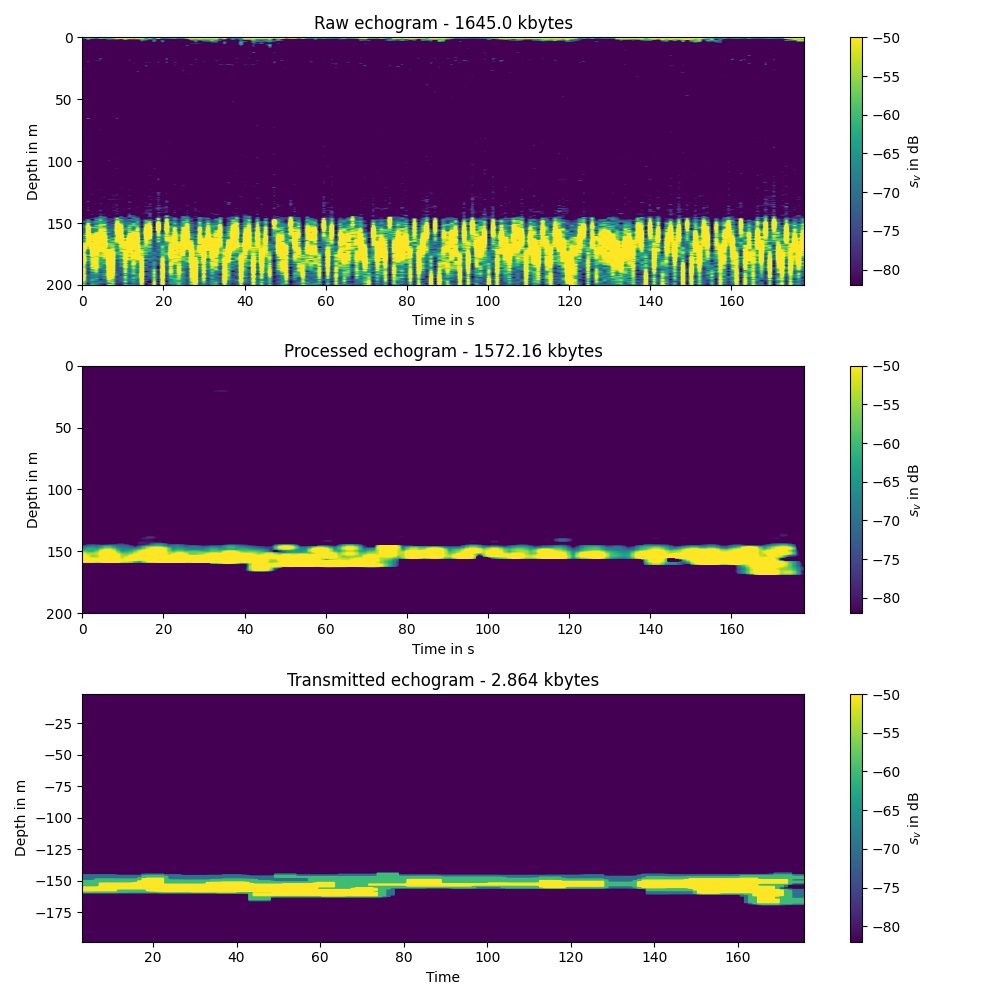 Raw echogram - 1645.0 kbytes
0
50
100
150
200
Depth in m
0 20 40 60 80 100 120 140 160
Time in s
−50
−55
−60
−65
−70
−75
−80
sv in dB
Processed echogram - 1572.16 kbytes
0
50
100
150
200
Depth in m
0 20 40 60 80 100 120 140 160
Time in s
−50
−55
−60
−65
−70
−75
−80
sv in dB
Transmitted echogram - 2.864 kbytes
−25
−50
−75
−100
−125
−150
−175
Depth in m
20 40 60 80 100 120 140 160
Time
−50
−55
−60
−65
−70
−75
−80
sv in dB